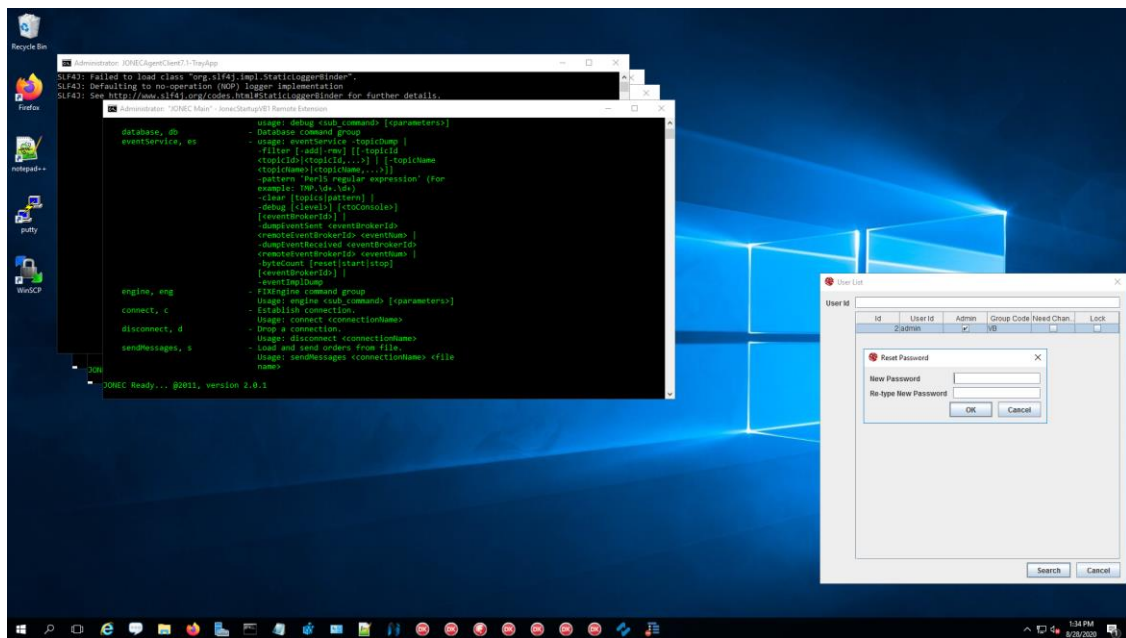 Recycle Bin
Firefox
notepad++
putty
WinSCP
Administrator: JONECAgentClient7.1-TrayApp
SLF4J: Failed to load class "org.slf4j.impl.StaticLoggerBinder".
SLF4J: Defaulting to no-operation (NOP) logger implementation
SLF4J: See http://www.slf4j.org/codes.html#StaticLoggerBinder for further details.
Administrator: "JONEC Main" - JonecStartupVB1 Remote Extension
usage: debug <sub_command> [<parameters>]
database, db - Database command group
eventService, es - usage: eventService -topicDump |
-filter [-add|-rmv] [[-topicId
<topicId>|<topicId,...>] | [-topicName
<topicName>|<topicName,...>]]
-pattern 'Perl5 regular expression' (For
example: TMP.\d+.\d+)
-clear [topics|pattern] |
-debug [<level>] [<toConsole>]
[<eventBrokerId>] |
-dumpEventSent <eventBrokerId>
<remoteEventBrokerId> <eventNum> |
-dumpEventReceived <eventBrokerId>
<remoteEventBrokerId> <eventNum> |
-byteCount [reset|start|stop]
[<eventBrokerId>] |
-eventImplDump
engine, eng - FIXEngine command group
Usage: engine <sub_command> [<parameters>]
connect, c - Establish connection.
Usage: connect <connectionName>
disconnect, d - Drop a connection.
Usage: disconnect <connectionName>
sendMessages, s - Load and send orders from file.
Usage: sendMessages <connectionName> <file
name>
JON
JONEC Ready... @2011, version 2.0.1
User List
User Id
Id User Id Admin Group Code Need Chan... Lock
2 admin VB
Reset Password
New Password
Re-type New Password
OK Cancel
Search Cancel
1:34 PM
8/28/2020